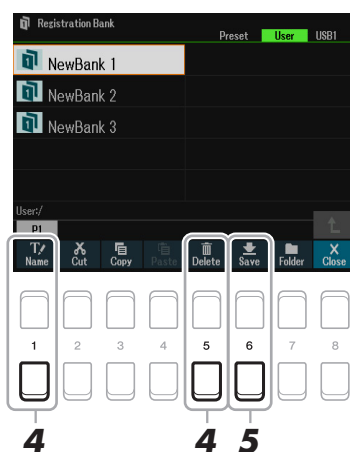 Registration Bank
Preset User USB1
NewBank 1
NewBank 2
NewBank 3
User:/
P1
Name Cut Copy Paste Delete Save Folder Close
1 2 3 4 5 6 7 8
4 4 5